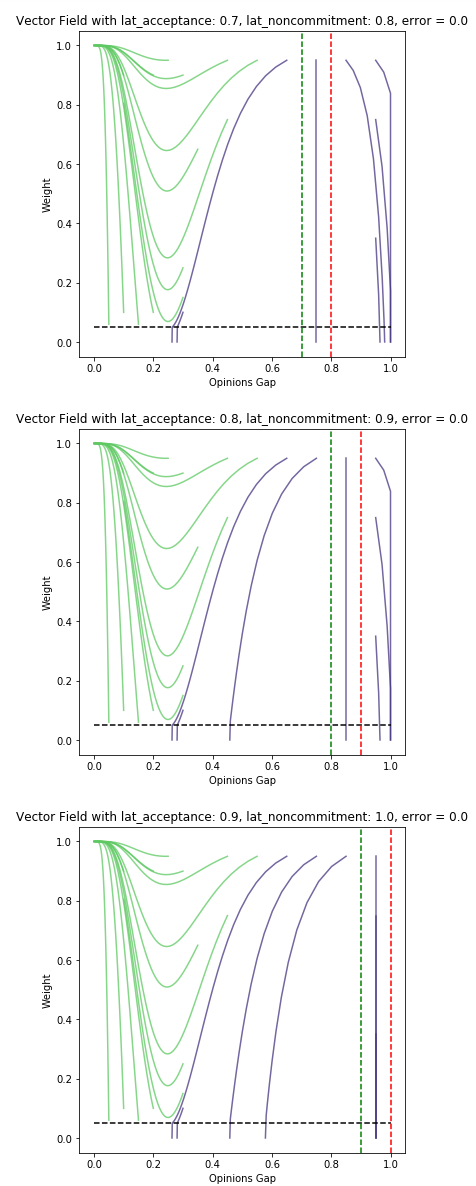 Vector Field with lat_acceptance: 0.7, lat_noncommitment: 0.8, error = 0.0
1.0
0.8
0.6
0.4
0.2
0.0
Weight
0.0 0.2 0.4 0.6 0.8 1.0
Opinions Gap
Vector Field with lat_acceptance: 0.8, lat_noncommitment: 0.9, error = 0.0
1.0
0.8
0.6
0.4
0.2
0.0
Weight
0.0 0.2 0.4 0.6 0.8 1.0
Opinions Gap
Vector Field with lat_acceptance: 0.9, lat_noncommitment: 1.0, error = 0.0
1.0
0.8
0.6
0.4
0.2
0.0
Weight
0.0 0.2 0.4 0.6 0.8 1.0
Opinions Gap